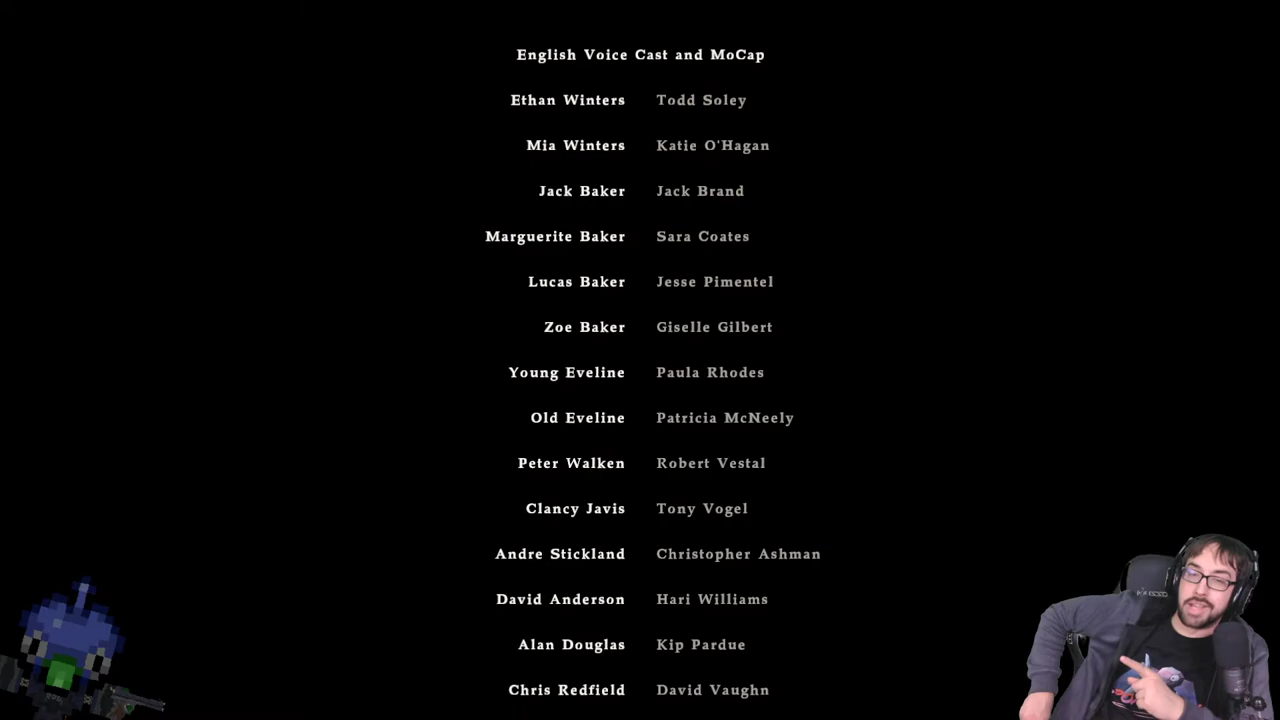 English Voice Cast and MoCap
Ethan Winters Todd Soley
Mia Winters Katie O'Hagan
Jack Baker Jack Brand
Marguerite Baker Sara Coates
Lucas Baker Jesse Pimentel
Zoe Baker Giselle Gilbert
Young Eveline Paula Rhodes
Old Eveline Patricia McNeely
Peter Walken Robert Vestal
Clancy Javis Tony Vogel
Andre Stickland Christopher Ashman
David Anderson Hari Williams
Alan Douglas Kip Pardue
Chris Redfield David Vaughn